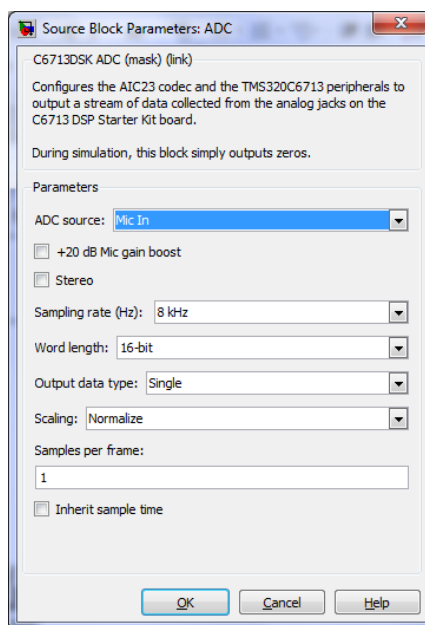 Source Block Parameters: ADC
C6713DSK ADC (mask) (link)
Configures the AIC23 codec and the TMS320C6713 peripherals to
output a stream of data collected from the analog jacks on the
C6713 DSP Starter Kit board.
During simulation, this block simply outputs zeros.
Parameters
ADC source: Mic In
+20 dB Mic gain boost
Stereo
Sampling rate (Hz): 8 kHz
Word length: 16-bit
Output data type: Single
Scaling: Normalize
Samples per frame:
1
Inherit sample time
OK Cancel Help